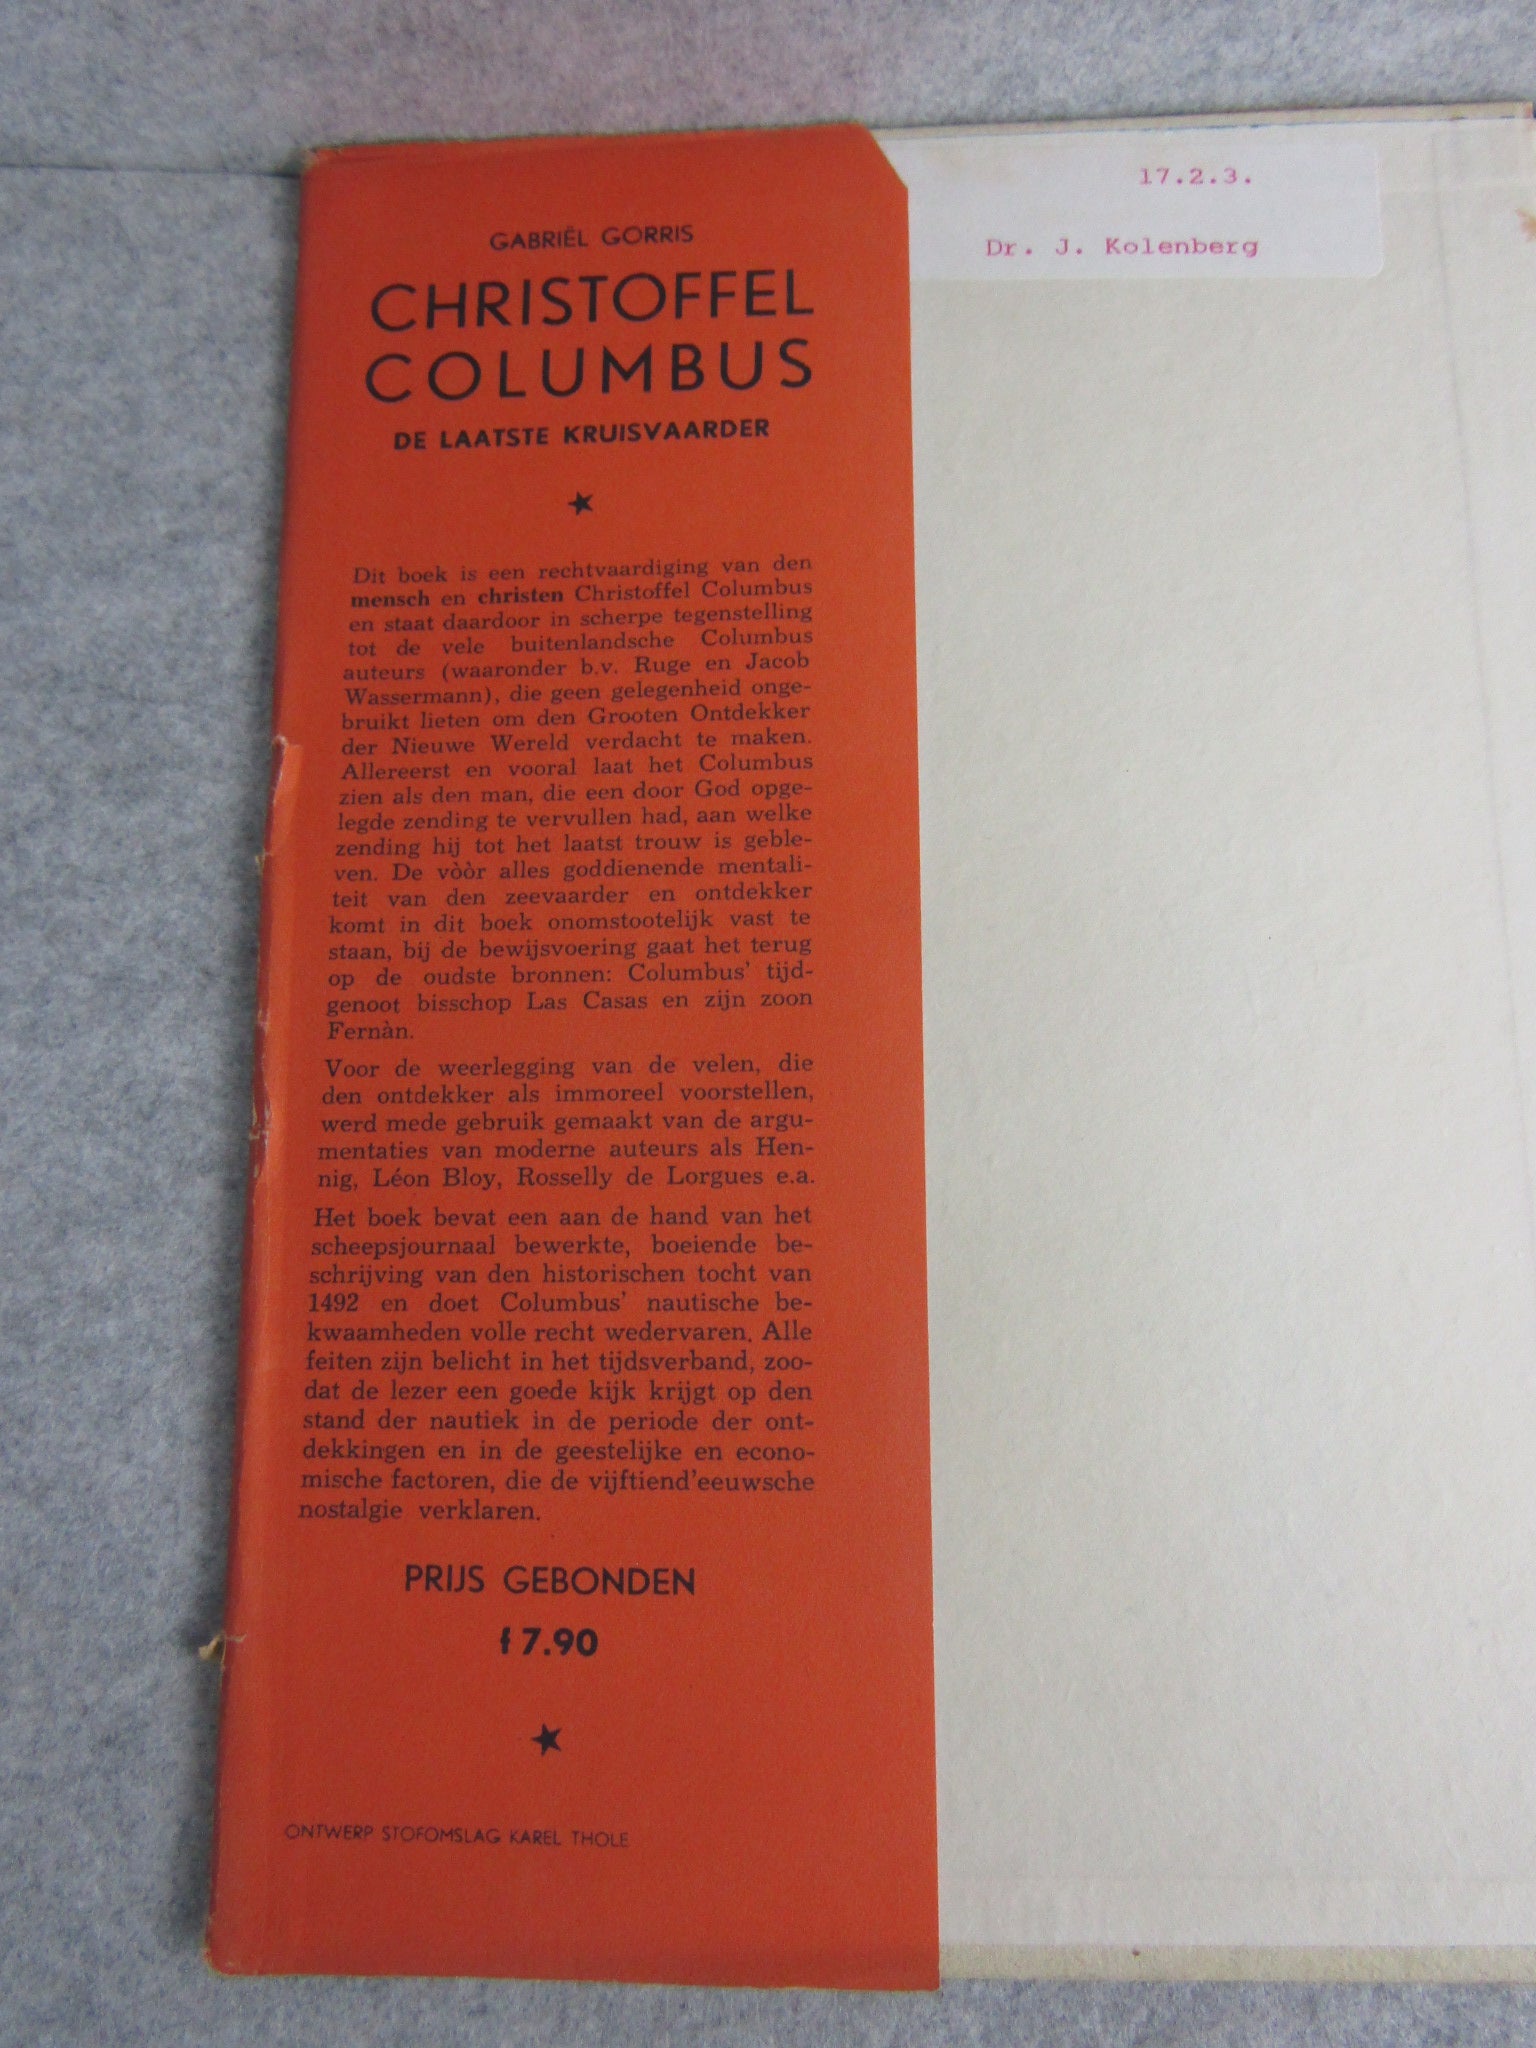 GABRIËL GORRIS
CHRISTOFFEL
COLUMBUS
DE LAATSTE KRUISVAARDER
Dit boek is een rechtvaardiging van den
mensch en christen Christoffel Columbus
en staat daardoor in scherpe tegenstelling
tot de vele buitenlandsche Columbus
auteurs (waaronder b.v. Ruge en Jacob
Wassermann), die geen gelegenheid onge-
bruikt lieten om den Grooten Ontdekker
der Nieuwe Wereld verdacht te maken.
Allereerst en vooral laat het Columbus
zien als den man, die een door God opge-
legde zending te vervullen had, aan welke
zending hij tot het laatst trouw is geble-
ven. De vòòr alles goddienende mentali-
teit van den zeevaarder en ontdekker
komt in dit boek onomstootelijk vast te
staan, bij de bewijsvoering gaat het terug
op de oudste bronnen: Columbus' tijd-
genoot bisschop Las Casas en zijn zoon
Fernàn.
Voor de weerlegging van de velen, die
den ontdekker als immoreel voorstellen,
werd mede gebruik gemaakt van de argu-
mentaties van moderne auteurs als Hen-
nig, Léon Bloy, Rosselly de Lorgues e.a.
Het boek bevat een aan de hand van het
scheepsjournaal bewerkte, boeiende be-
schrijving van den historischen tocht van
1492 en doet Columbus' nautische be-
kwaamheden volle recht wedervaren. Alle
feiten zijn belicht in het tijdsverband, zoo-
dat de lezer een goede kijk krijgt op den
stand der nautiek in de periode der ont-
dekkingen en in de geestelijke en econo-
mische factoren, die de vijftiend'eeuwsche
nostalgie verklaren.
PRIJS GEBONDEN
f 7.90
ONTWERP STOFOMSLAG KAREL THOLE
17.2.3.
Dr. J. Kolenberg